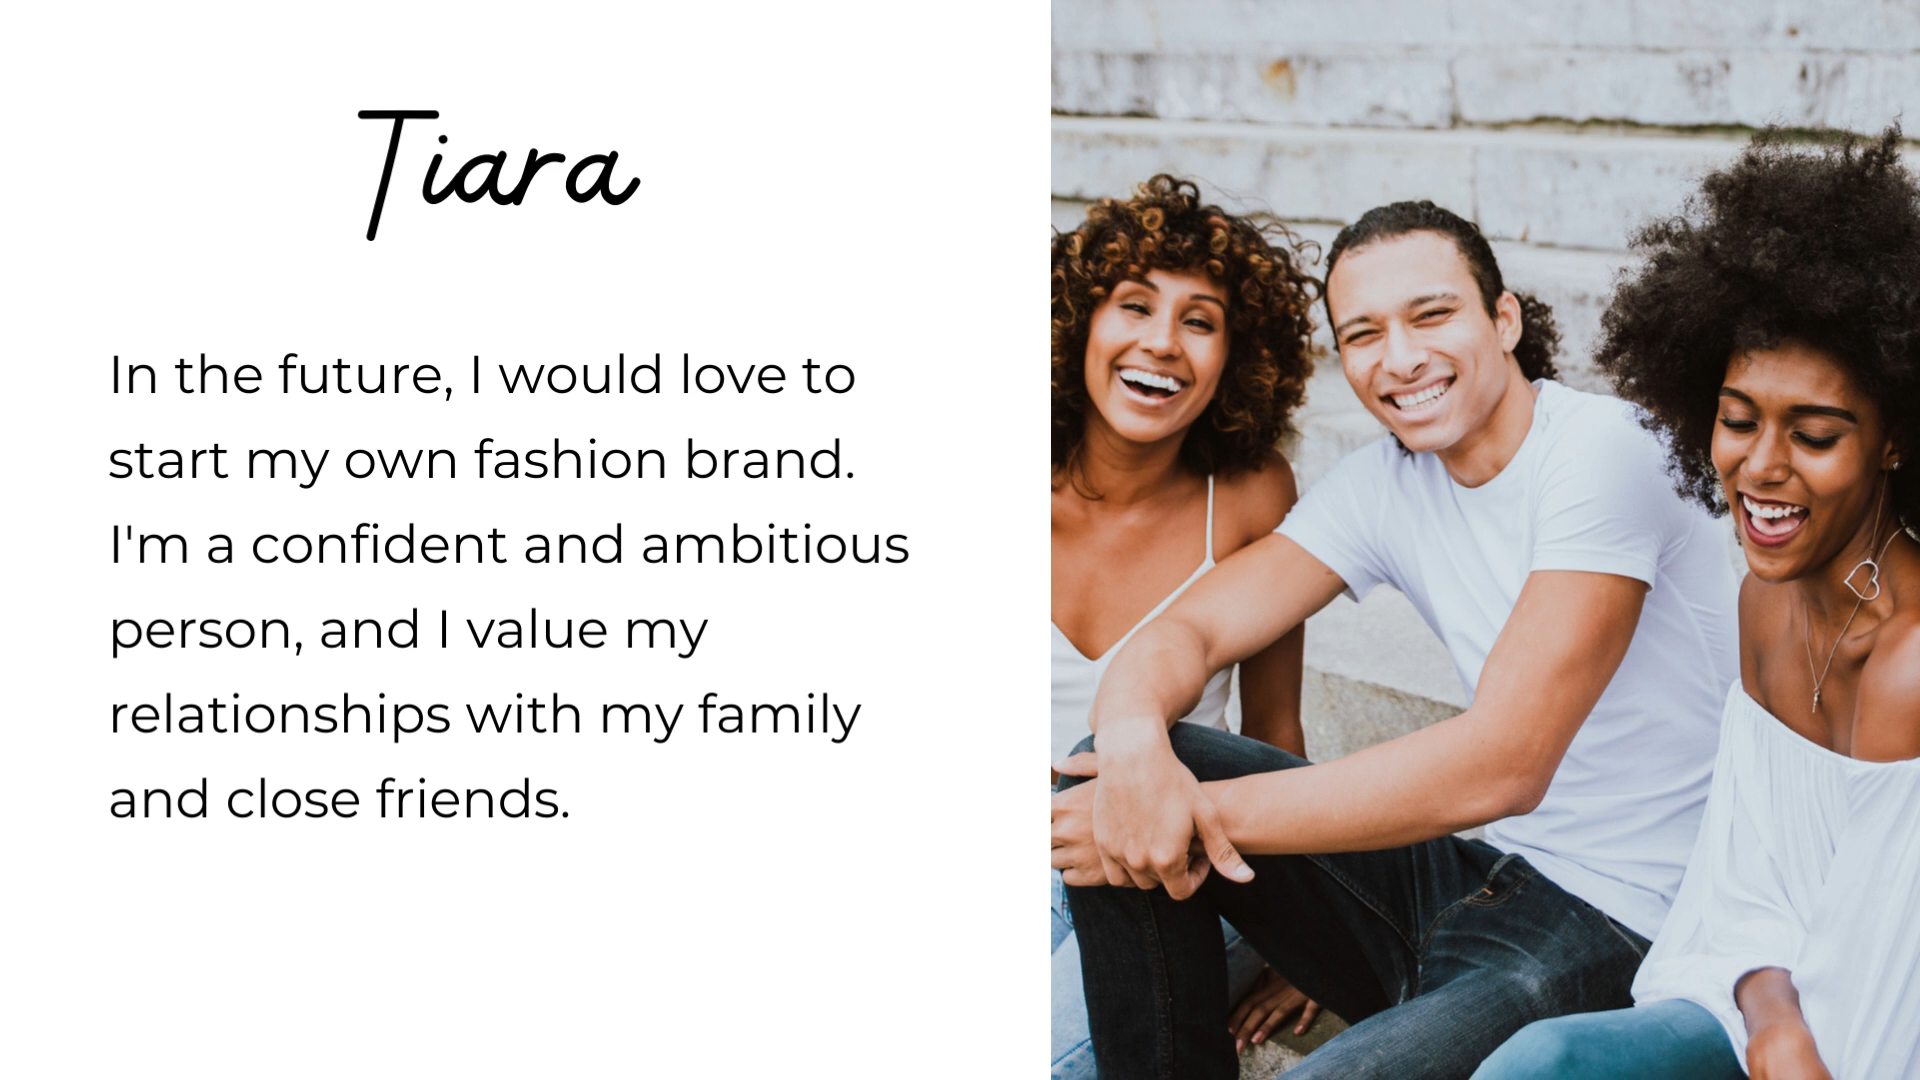 Tiara
In the future, I would love to
start my own fashion brand.
I'm a confident and ambitious
person, and I value my
relationships with my family
and close friends.